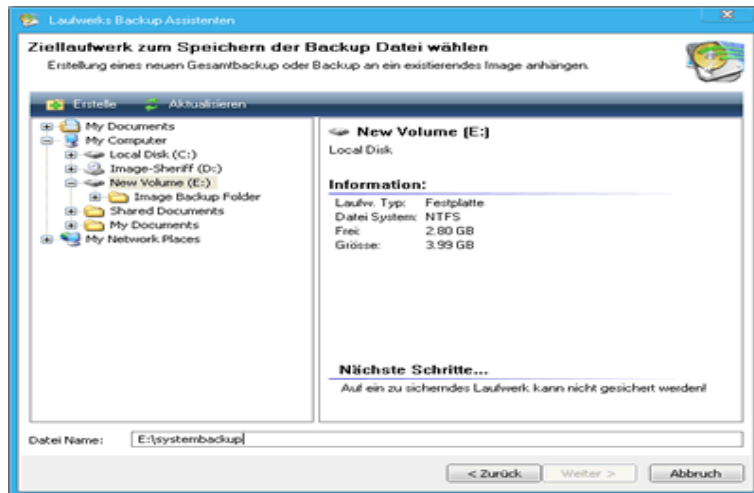 Laufwerks Backup Assistenten
Ziellaufwerk zum Speichern der Backup Datei wählen
Erstellung eines neuen Gesamtbackup oder Backup an ein existierendes Image anhängen.
Erstelle Aktualisieren
My Documents
My Computer
Local Disk (C:)
Image-Sheriff (D:)
New Volume (E:)
Image Backup Folder
Shared Documents
My Documents
My Network Places
New Volume (E:)
Local Disk
Information:
Laufw. Typ: Festplatte
Datei System: NTFS
Frei: 2.80 GB
Grösse: 3.99 GB
Nächste Schritte...
Auf ein zu sicherndes Laufwerk kann nicht gesichert werden!
Datei Name: E:\systembackup
< Zurück Weiter > Abbruch